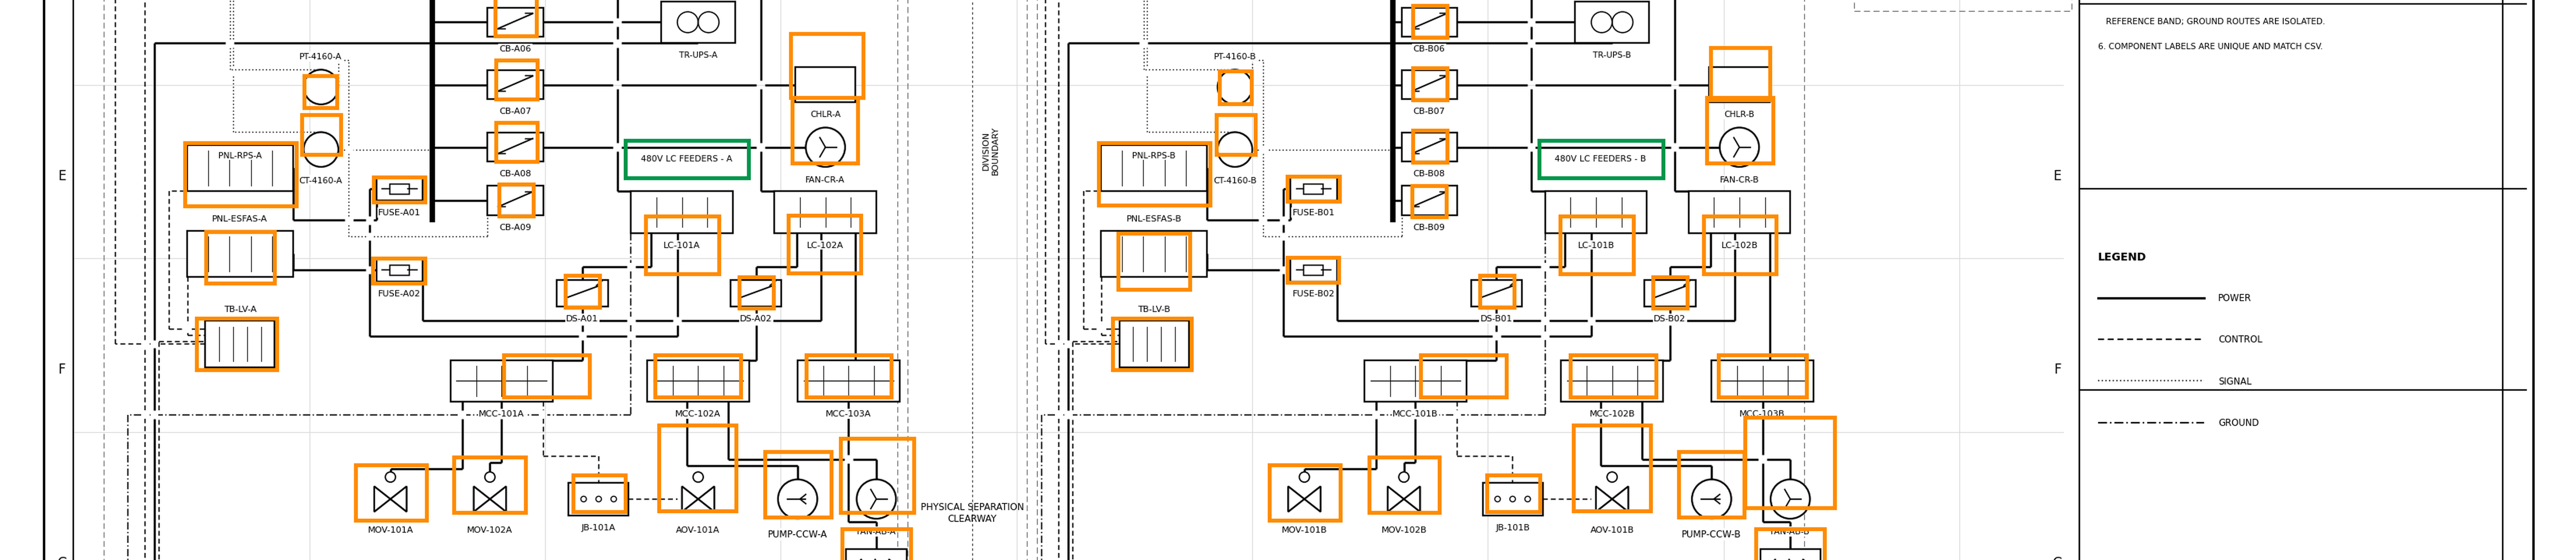 REFERENCE BAND; GROUND ROUTES ARE ISOLATED.
6. COMPONENT LABELS ARE UNIQUE AND MATCH CSV.
CB-A06
TR-UPS-A
CB-B06
TR-UPS-B
PT-4160-A
PT-4160-B
CB-A07
CHLR-A
CB-B07
CHLR-B
DIVISION
BOUNDARY
PNL-RPS-A
480V LC FEEDERS - A
PNL-RPS-B
480V LC FEEDERS - B
E
CB-A08
CT-4160-A
FAN-CR-A
CB-B08
CT-4160-B
FAN-CR-B
E
PNL-ESFAS-A
FUSE-A01
CB-A09
PNL-ESFAS-B
FUSE-B01
CB-B09
LC-101A
LC-102A
LC-101B
LC-102B
LEGEND
FUSE-A02
FUSE-B02
POWER
TB-LV-A
DS-A01
DS-A02
TB-LV-B
DS-B01
DS-B02
CONTROL
F
F
SIGNAL
MCC-101A
MCC-102A
MCC-103A
MCC-101B
MCC-102B
MCC-103B
GROUND
PHYSICAL SEPARATION
CLEARWAY
MOV-101A
MOV-102A
JB-101A
AOV-101A
PUMP-CCW-A
FAN-AB-A
MOV-101B
MOV-102B
JB-101B
AOV-101B
PUMP-CCW-B
FAN-AB-B